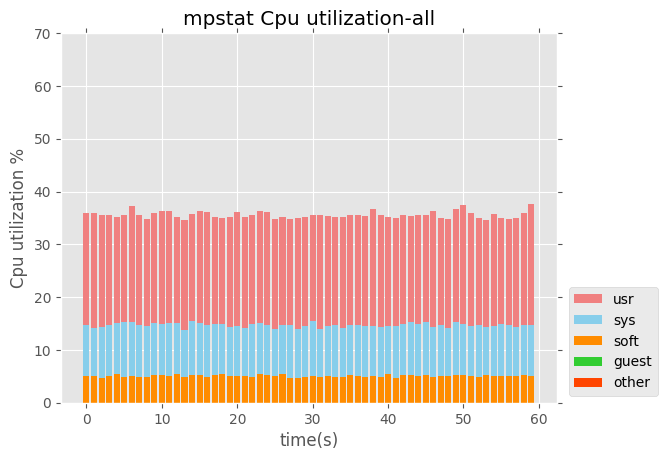 mpstat Cpu utilization-all
70
60
50
40
30
20
10
0
Cpu utilization %
0 10 20 30 40 50 60
time(s)
usr
sys
soft
guest
other